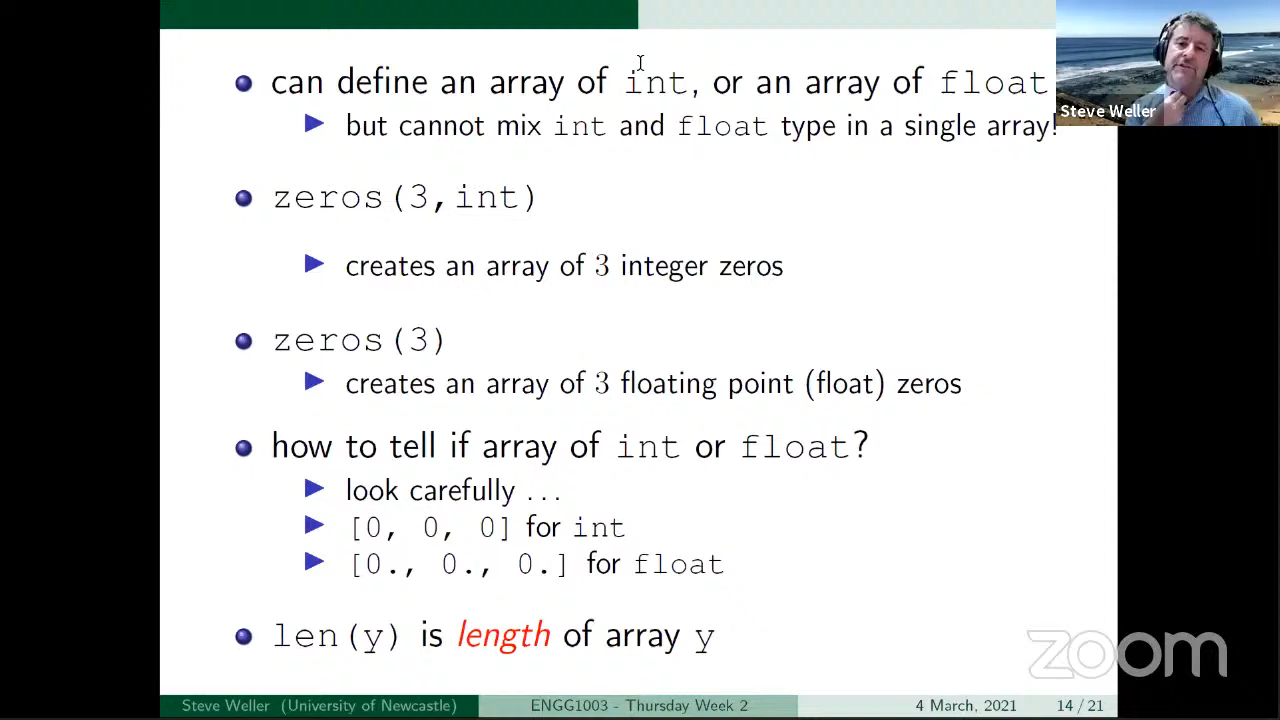 can define an array of int, or an array of float
but cannot mix int and float type in a single array!
Steve Weller
zeros(3,int)
creates an array of 3 integer zeros
zeros(3)
creates an array of 3 floating point (float) zeros
how to tell if array of int or float?
look carefully ...
[0, 0, 0] for int
[0., 0., 0.] for float
len(y) is length of array y
zoom
Steve Weller (University of Newcastle)
ENGG1003 - Thursday Week 2
4 March, 2021
14 / 21